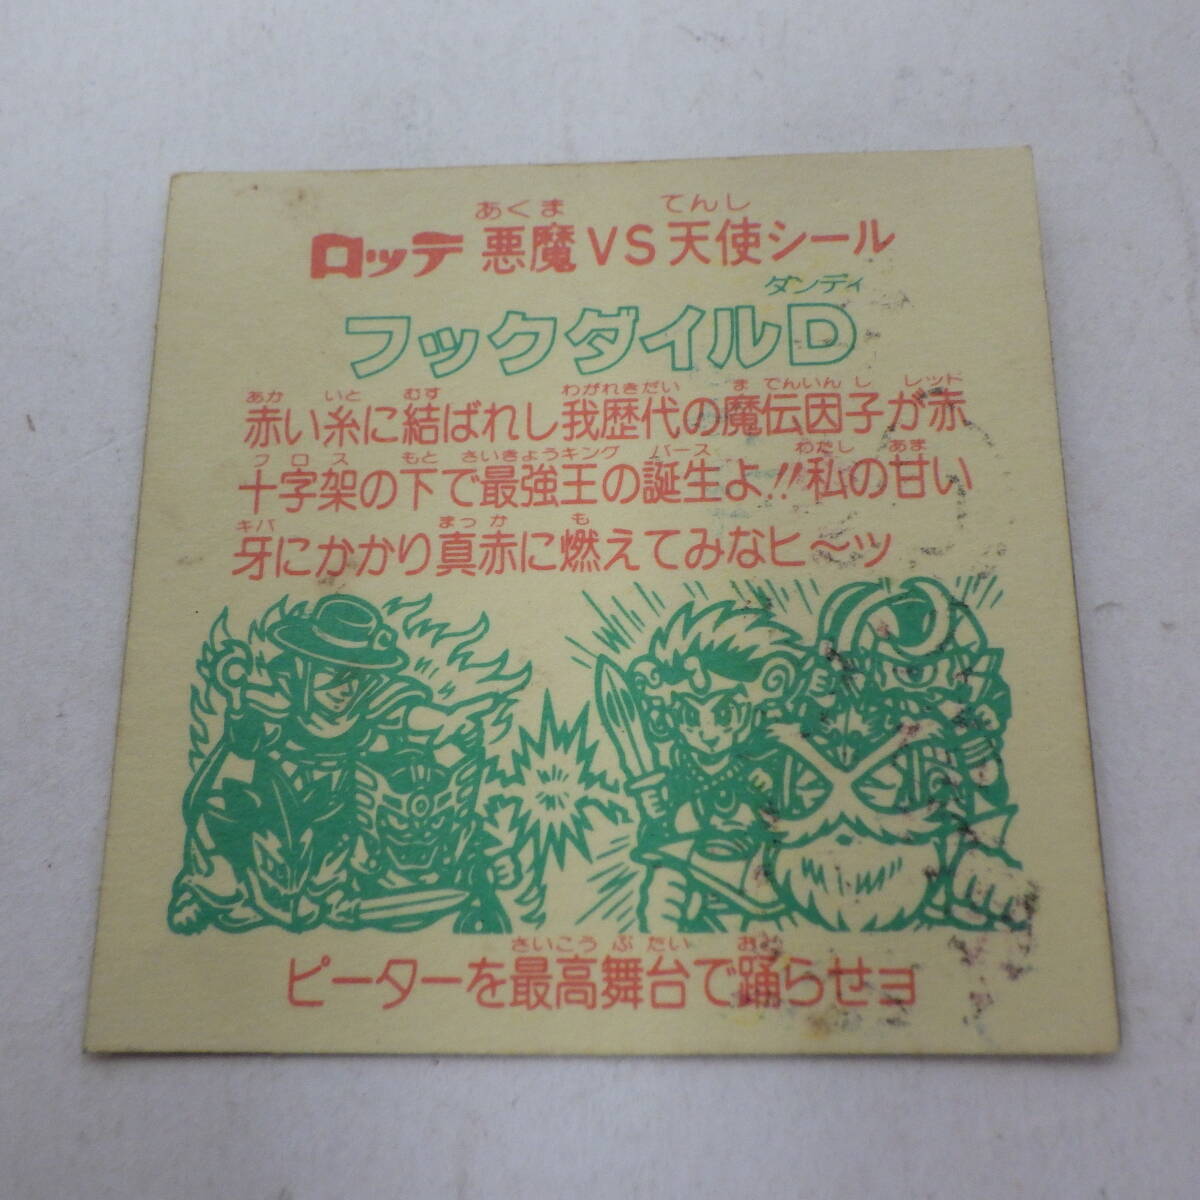 あくま てんし
ロッテ 悪魔VS天使シール
ダンディ
フックダイルD
あか いと むす わがれきだい ま でんいん し レッド
赤い糸に結ばれし我歴代の魔伝因子が赤
クロス もと さいきょうキング バース わたし あま
十字架の下で最強王の誕生よ!!私の甘い
キバ まっか も
牙にかかり真赤に燃えてみなヒ〜ッ
さいこう ぶたい おど
ピーターを最高舞台で踊らせョ